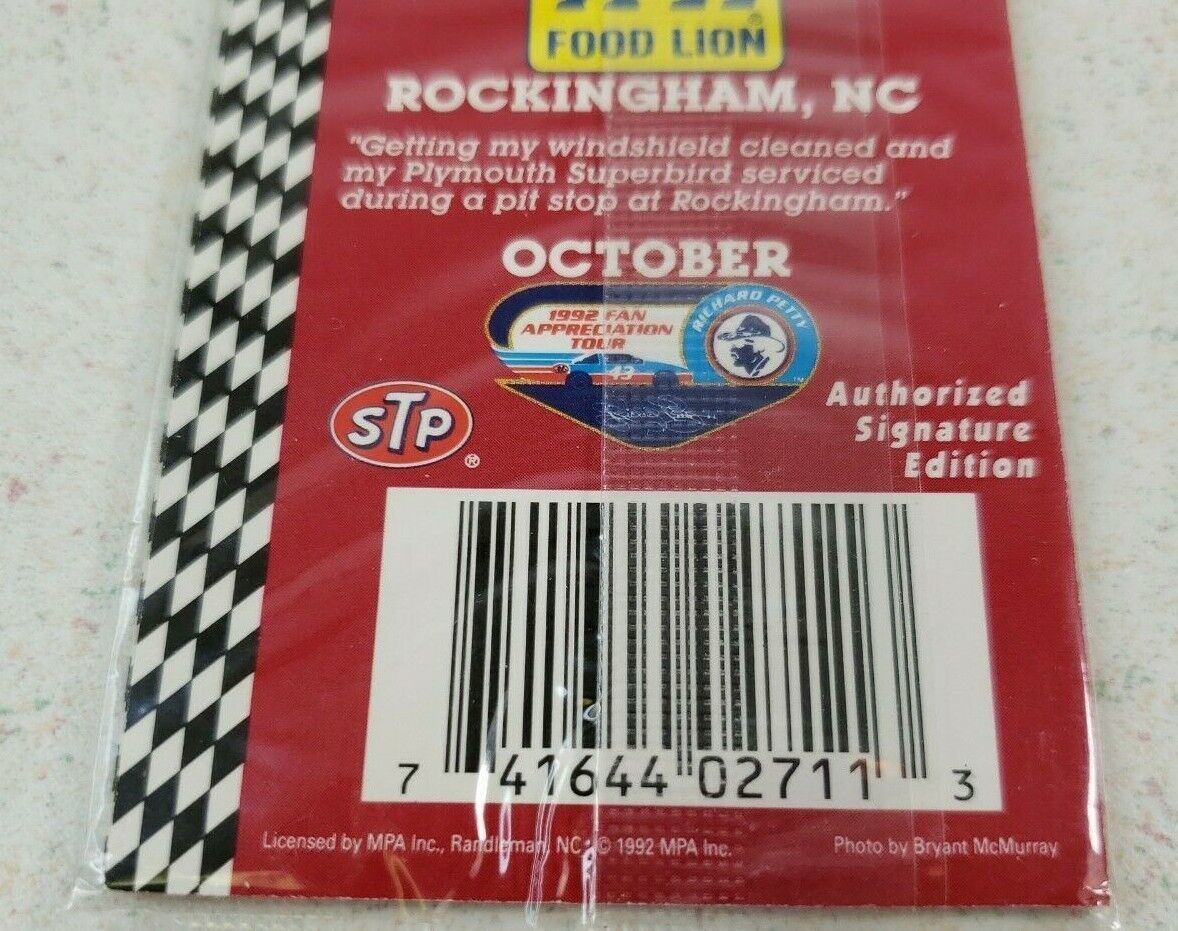 FOOD LION®
ROCKINGHAM, NC
"Getting my windshield cleaned and
my Plymouth Superbird serviced
during a pit stop at Rockingham."
OCTOBER
1992 FAN
APPRECIATION
TOUR
RICHARD PETTY
43
™
STP®
Authorized
Signature
Edition
7 41644 02711 3
Licensed by MPA Inc., Randleman, NC © 1992 MPA Inc.
Photo by Bryant McMurray